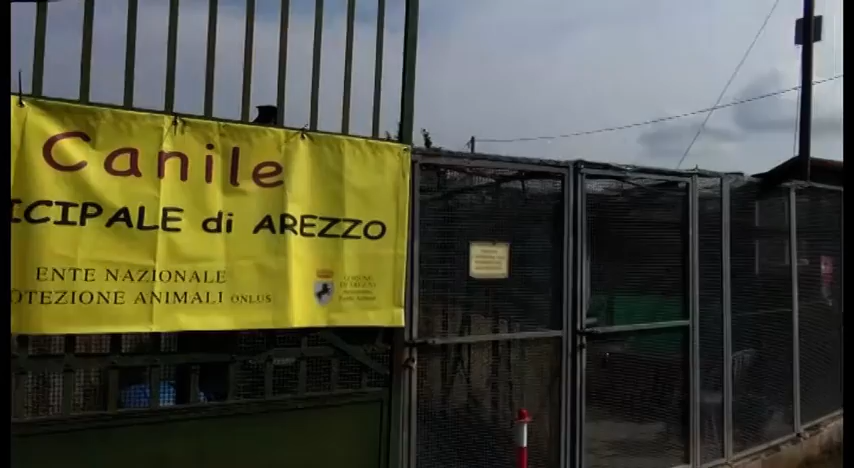 Canile
CIPALE di AREZZO
ENTE NAZIONALE
OTEZIONE ANIMALI ONLUS
COMUNE
DI AREZZO